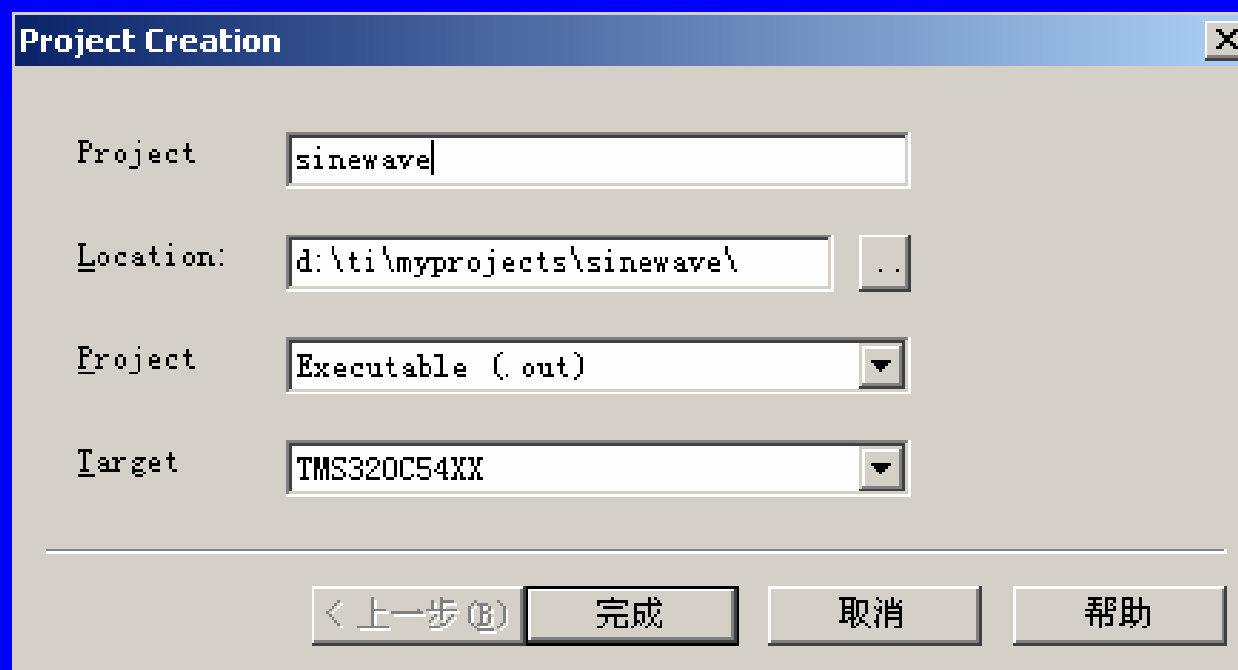 Project Creation
Project
sinewave
Location:
d:\ti\myprojects\sinewave\
..
Project
Executable (.out)
Target
TMS320C54XX
< 上一步(B)
完成
取消
帮助